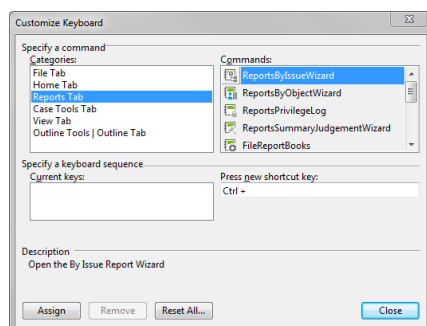 Customize Keyboard
Specify a command
Categories:
File Tab
Home Tab
Reports Tab
Case Tools Tab
View Tab
Outline Tools | Outline Tab
Commands:
ReportsByIssueWizard
ReportsByObjectWizard
ReportsPrivilegeLog
ReportsSummaryJudgementWizard
FileReportBooks
Specify a keyboard sequence
Current keys:
Press new shortcut key:
Ctrl +
Description
Open the By Issue Report Wizard
Assign Remove Reset All... Close